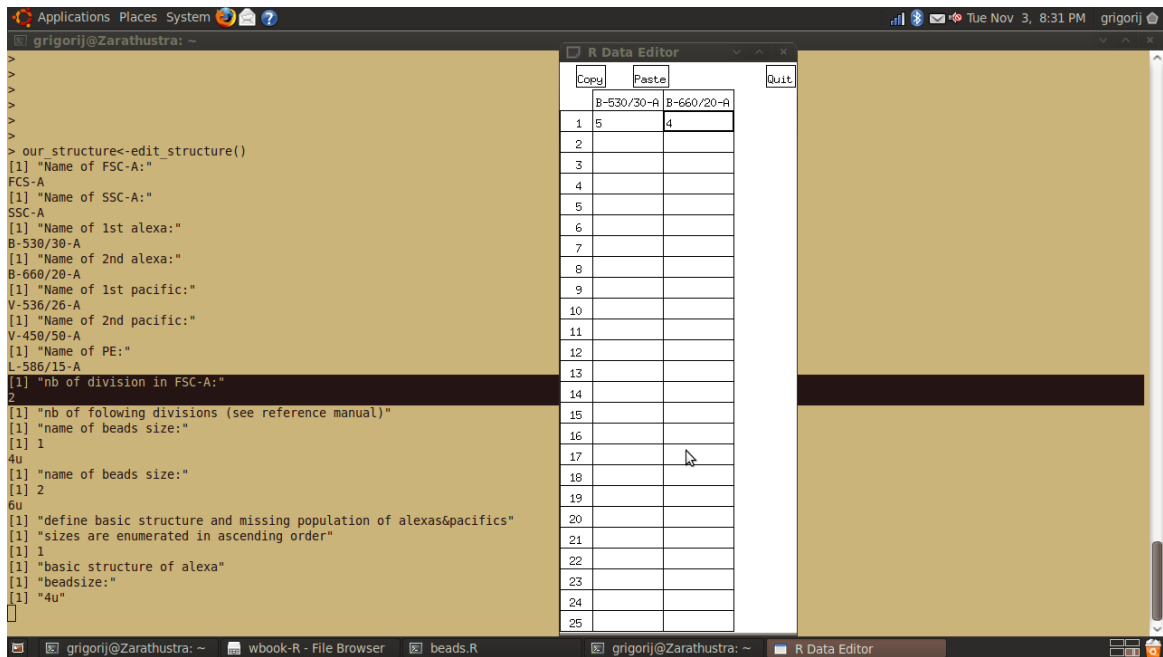 Applications Places System
Tue Nov 3, 8:31 PM grigorij
grigorij@Zarathustra: ~
>
>
>
>
>
>
> our_structure<-edit_structure()
[1] "Name of FSC-A:"
FCS-A
[1] "Name of SSC-A:"
SSC-A
[1] "Name of 1st alexa:"
B-530/30-A
[1] "Name of 2nd alexa:"
B-660/20-A
[1] "Name of 1st pacific:"
V-536/26-A
[1] "Name of 2nd pacific:"
V-450/50-A
[1] "Name of PE:"
L-586/15-A
[1] "nb of division in FSC-A:"
2
[1] "nb of folowing divisions (see reference manual)"
[1] "name of beads size:"
[1] 1
4u
[1] "name of beads size:"
[1] 2
6u
[1] "define basic structure and missing population of alexas&pacifics"
[1] "sizes are enumerated in ascending order"
[1] 1
[1] "basic structure of alexa"
[1] "beadsize:"
[1] "4u"
R Data Editor
Copy Paste Quit
B-530/30-A B-660/20-A
1 5 4
2
3
4
5
6
7
8
9
10
11
12
13
14
15
16
17
18
19
20
21
22
23
24
25
grigorij@Zarathustra: ~ wbook-R - File Browser beads.R grigorij@Zarathustra: ~ R Data Editor